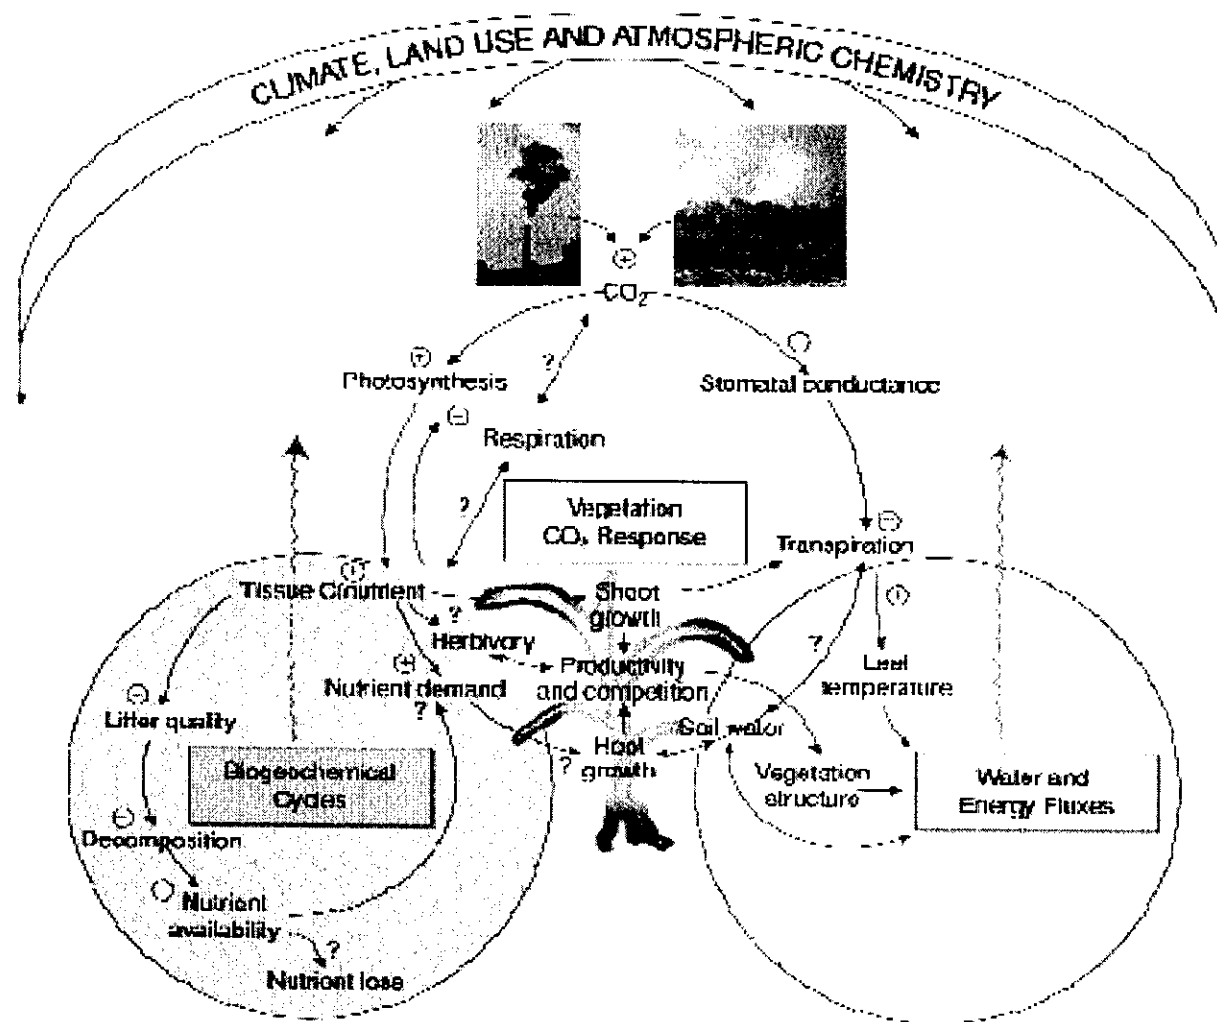 CLIMATE, LAND USE AND ATMOSPHERIC CHEMISTRY
+
CO₂
+
?
Photosynthesis
Stomatal conductance
−
Respiration
?
Vegetation
CO₂ Response
−
Transpiration
+
Tissue C/nutrient
Shoot
growth
+
?
Herbivory
?
+
Productivity
and competition
Leaf
temperature
Nutrient demand
?
−
Litter quality
Soil water
Root
growth
?
Biogeochemical
Cycles
Vegetation
structure
Water and
Energy Fluxes
−
Decomposition
Nutrient
availability
?
Nutrient loss